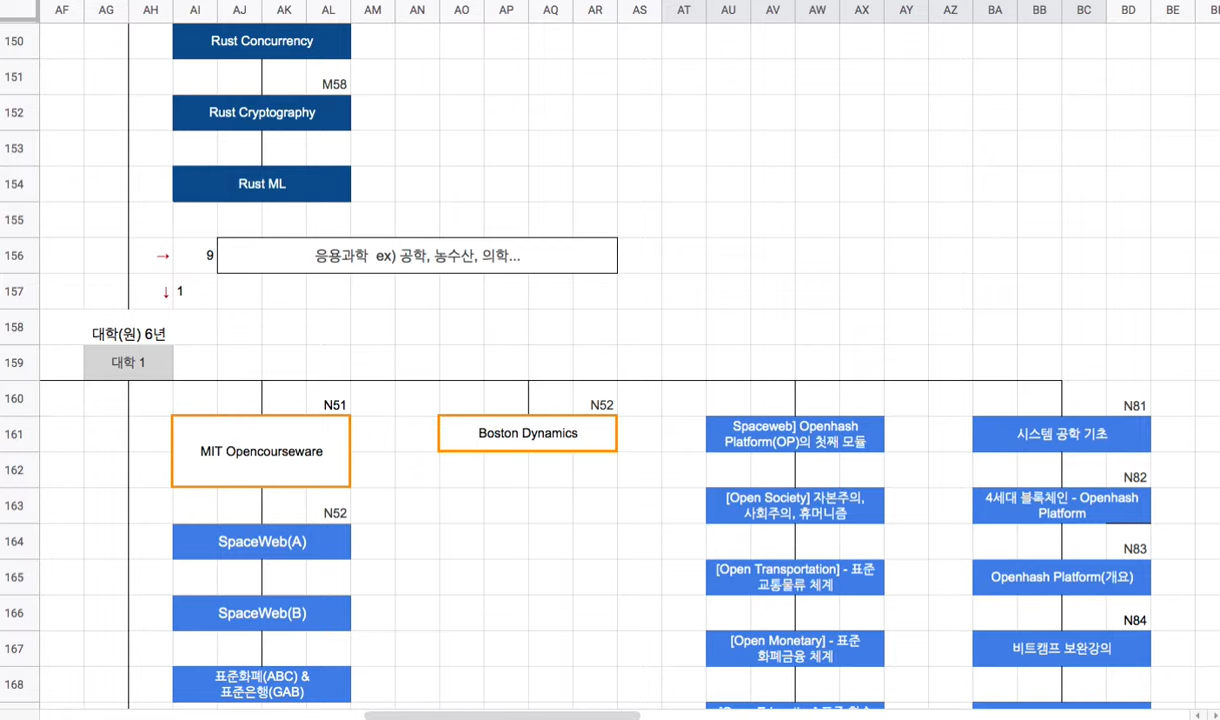 AF AG AH AI AJ AK AL AM AN AO AP AQ AR AS AT AU AV AW AX AY AZ BA BB BC BD BE
150
Rust Concurrency
151
M58
152
Rust Cryptography
153
154
Rust ML
155
156
→ 9
응용과학 ex) 공학, 농수산, 의학...
157
↓ 1
158
대학(원) 6년
159
대학 1
160
N51
N52
N81
161
MIT Opencourseware
Boston Dynamics
Spaceweb] Openhash
Platform(OP)의 첫째 모듈
시스템 공학 기초
162
N82
163
N52
[Open Society] 자본주의,
사회주의, 휴머니즘
4세대 블록체인 - Openhash
Platform
164
SpaceWeb(A)
N83
165
[Open Transportation] - 표준
교통물류 체계
Openhash Platform(개요)
166
SpaceWeb(B)
N84
167
[Open Monetary] - 표준
화폐금융 체계
비트캠프 보완강의
168
표준화폐(ABC) &
표준은행(GAB)